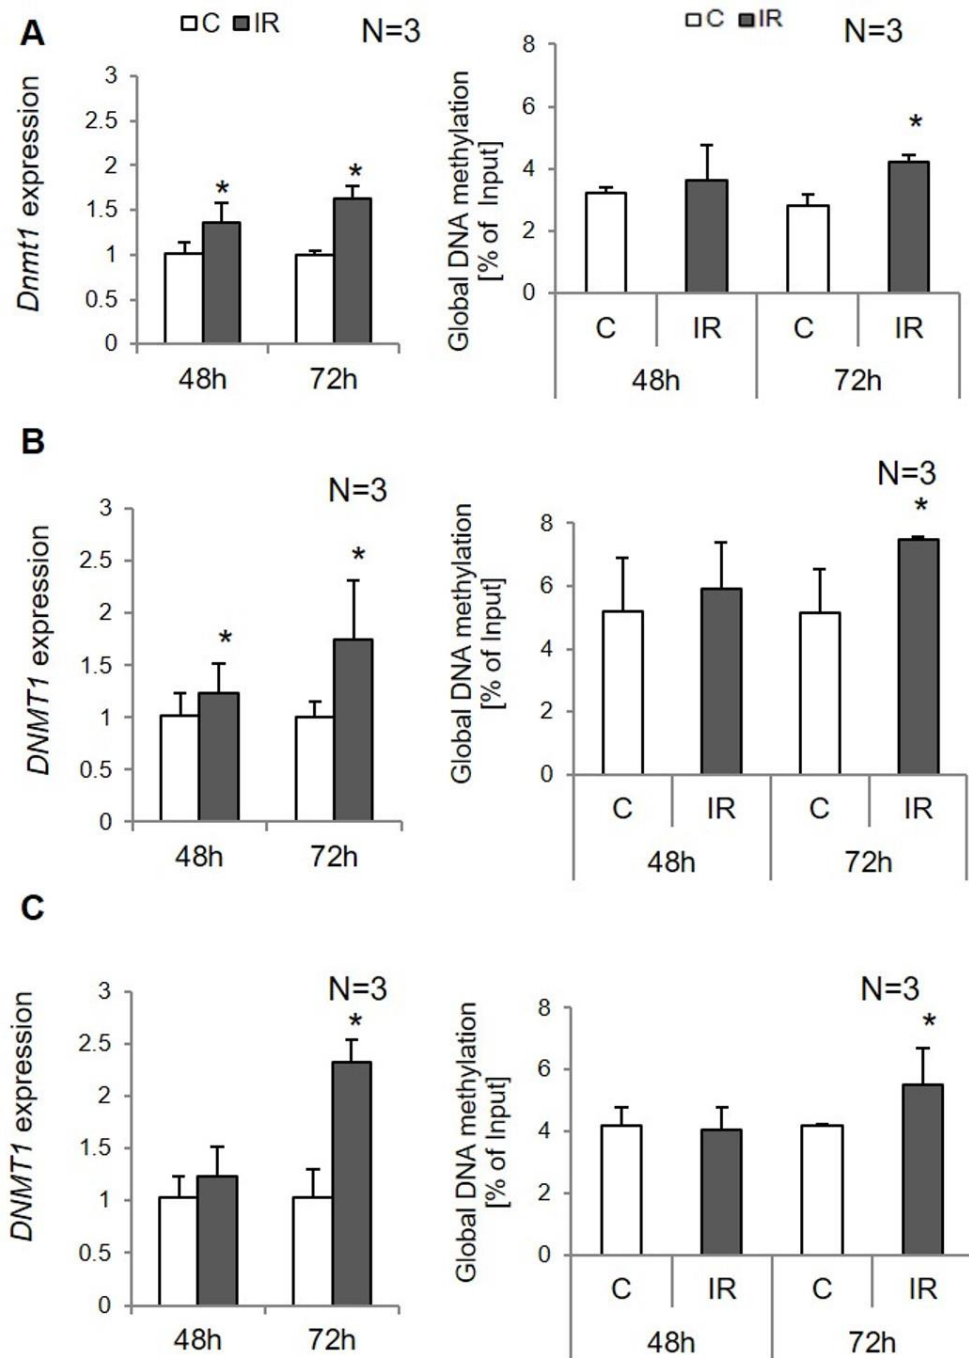 A
C IR N=3
Dnmt1 expression
3
2.5
2
1.5
1
0.5
0
* *
48h 72h
C IR
N=3
Global DNA methylation
[% of Input]
8
6
4
2
0
*
C IR C IR
48h 72h
B
N=3
DNMT1 expression
3
2.5
2
1.5
1
0.5
0
* *
48h 72h
N=3
Global DNA methylation
[% of Input]
8
6
4
2
0
*
C IR C IR
48h 72h
C
N=3
DNMT1 expression
3
2.5
2
1.5
1
0.5
0
*
48h 72h
N=3
Global DNA methylation
[% of Input]
8
6
4
2
0
*
C IR C IR
48h 72h